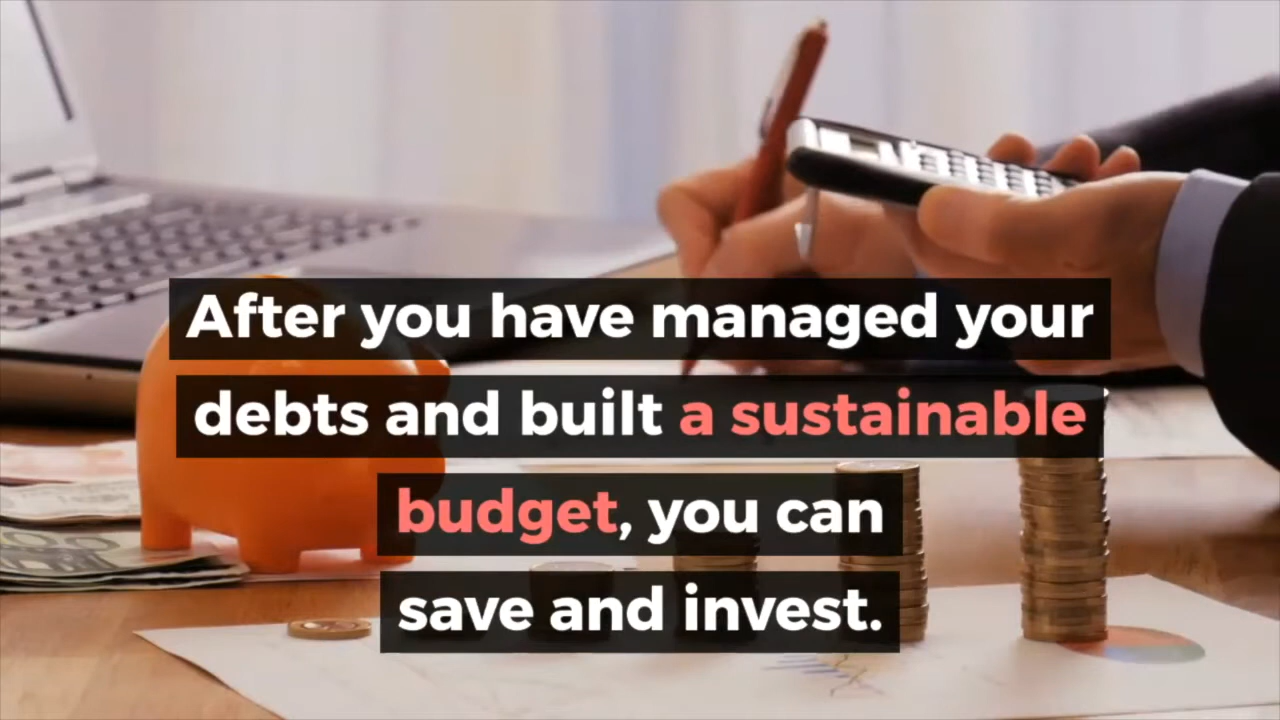 After you have managed your
debts and built a sustainable
budget, you can
save and invest.